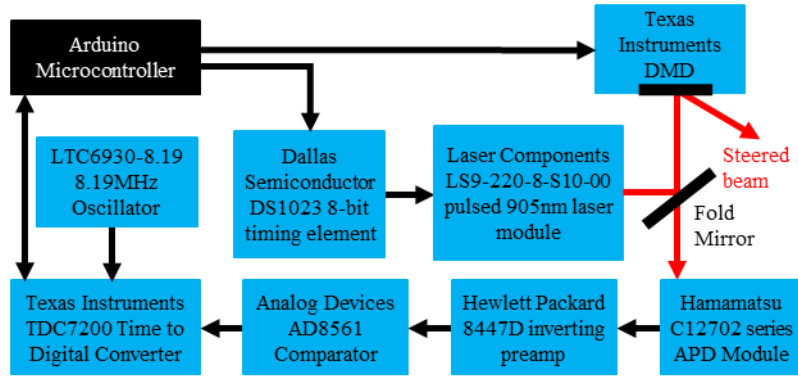 Arduino
Microcontroller
Texas
Instruments
DMD
LTC6930-8.19
8.19MHz
Oscillator
Dallas
Semiconductor
DS1023 8-bit
timing element
Laser Components
LS9-220-8-S10-00
pulsed 905nm laser
module
Steered
beam
Fold
Mirror
Texas Instruments
TDC7200 Time to
Digital Converter
Analog Devices
AD8561
Comparator
Hewlett Packard
8447D inverting
preamp
Hamamatsu
C12702 series
APD Module